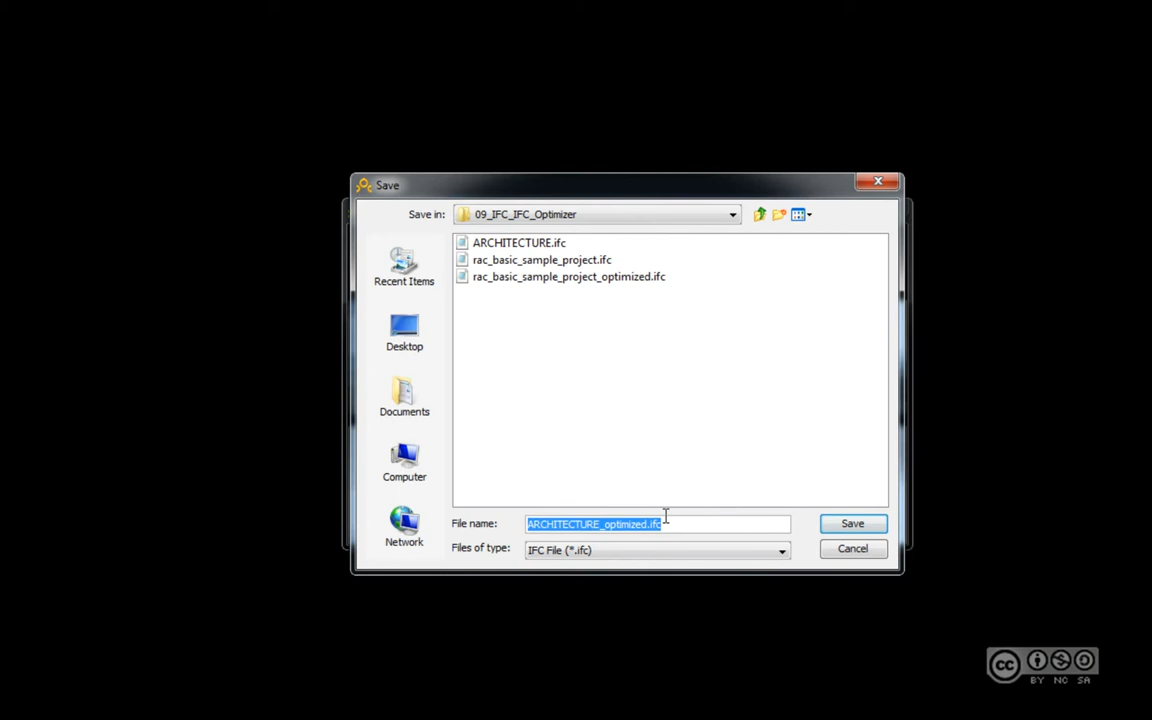 Save
Save in:
09_IFC_IFC_Optimizer
ARCHITECTURE.ifc
rac_basic_sample_project.ifc
rac_basic_sample_project_optimized.ifc
Recent Items
Desktop
Documents
Computer
Network
File name:
ARCHITECTURE_optimized.ifc
Save
Files of type:
IFC File (*.ifc)
Cancel
cc
BY NC SA